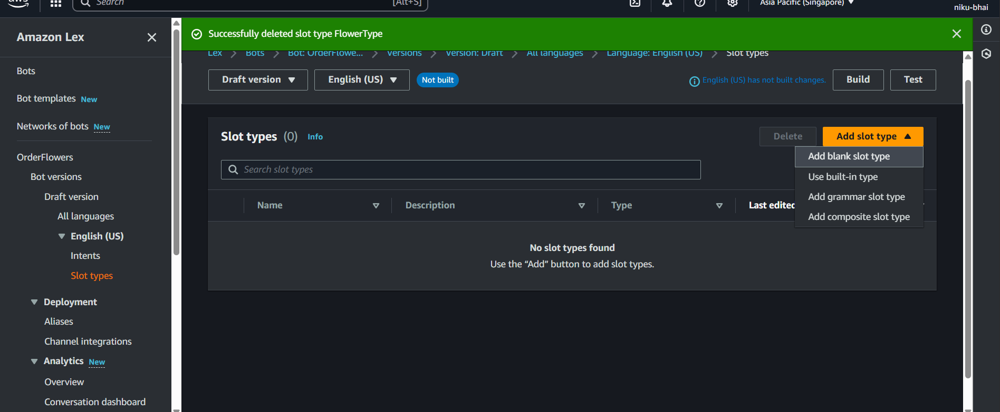 aws
Search
[Alt+S]
Asia Pacific (Singapore)
niku-bhai
Amazon Lex
Bots
Bot templates New
Networks of bots New
OrderFlowers
Bot versions
Draft version
All languages
English (US)
Intents
Slot types
Deployment
Aliases
Channel integrations
Analytics New
Overview
Conversation dashboard
Successfully deleted slot type FlowerType
Lex
Bots
Bot: OrderFlowe...
Versions
Version: Draft
All languages
Language: English (US)
Slot types
Draft version
English (US)
Not built
English (US) has not built changes.
Build
Test
Slot types (0) Info
Delete
Add slot type
Add blank slot type
Use built-in type
Add grammar slot type
Add composite slot type
Search slot types
Name
Description
Type
Last edited
No slot types found
Use the “Add” button to add slot types.